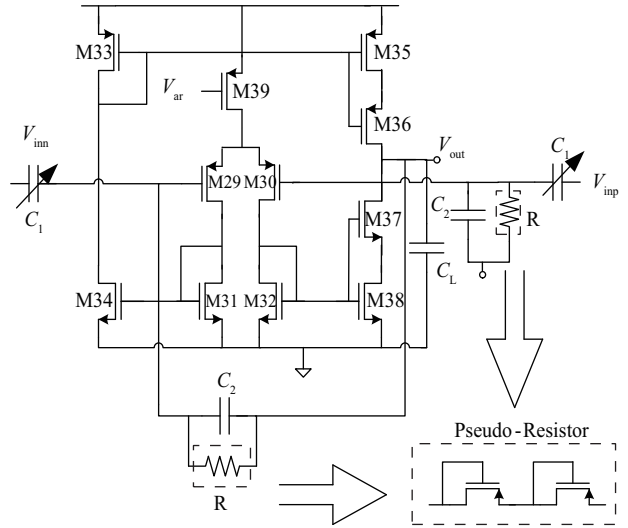 M33
M35
V_ar
M39
M36
V_inn
V_out
C_1
V_inp
M29
M30
C_1
C_2
R
M37
C_L
M34
M31
M32
M38
C_2
R
Pseudo-Resistor